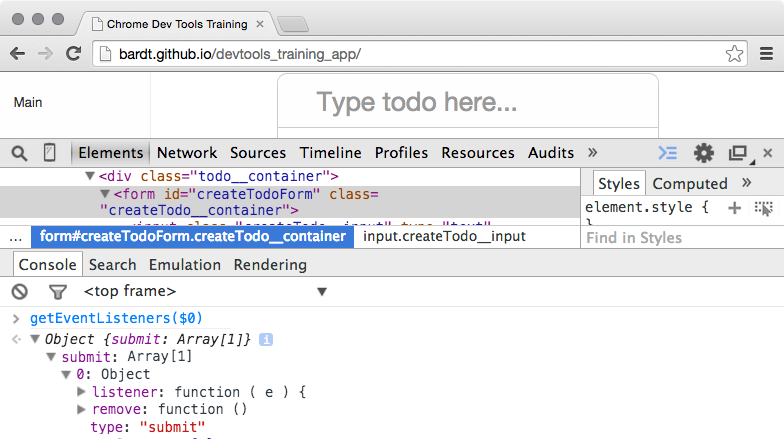 Chrome Dev Tools Training
bardt.github.io/devtools_training_app/
Main
Type todo here...
Elements Network Sources Timeline Profiles Resources Audits »
<div class="todo__container">
<form id="createTodoForm" class=
"createTodo__container">
Styles Computed »
element.style {
}
Find in Styles
... form#createTodoForm.createTodo__container input.createTodo__input
Console Search Emulation Rendering
<top frame>
> getEventListeners($0)
Object {submit: Array[1]} i
submit: Array[1]
0: Object
listener: function ( e ) {
remove: function ()
type: "submit"